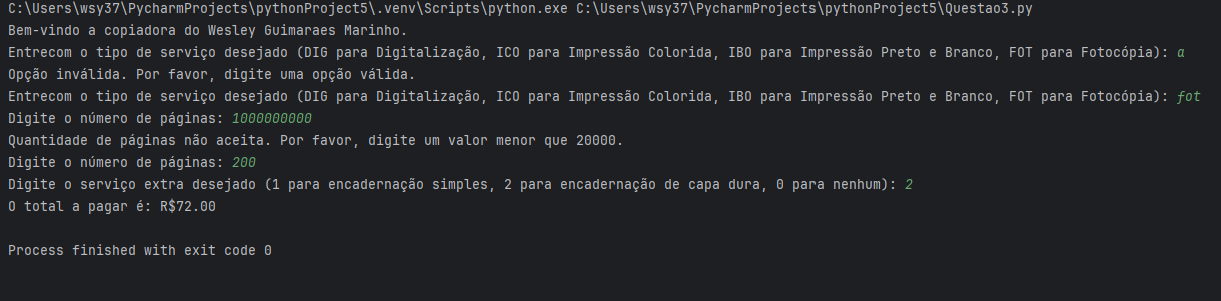 C:\Users\wsy37\PycharmProjects\pythonProject5\.venv\Scripts\python.exe C:\Users\wsy37\PycharmProjects\pythonProject5\Questao3.py
Bem-vindo a copiadora do Wesley Guimaraes Marinho.
Entrecom o tipo de serviço desejado (DIG para Digitalização, ICO para Impressão Colorida, IBO para Impressão Preto e Branco, FOT para Fotocópia): a
Opção inválida. Por favor, digite uma opção válida.
Entrecom o tipo de serviço desejado (DIG para Digitalização, ICO para Impressão Colorida, IBO para Impressão Preto e Branco, FOT para Fotocópia): fot
Digite o número de páginas: 1000000000
Quantidade de páginas não aceita. Por favor, digite um valor menor que 20000.
Digite o número de páginas: 200
Digite o serviço extra desejado (1 para encadernação simples, 2 para encadernação de capa dura, 0 para nenhum): 2
O total a pagar é: R$72.00
Process finished with exit code 0